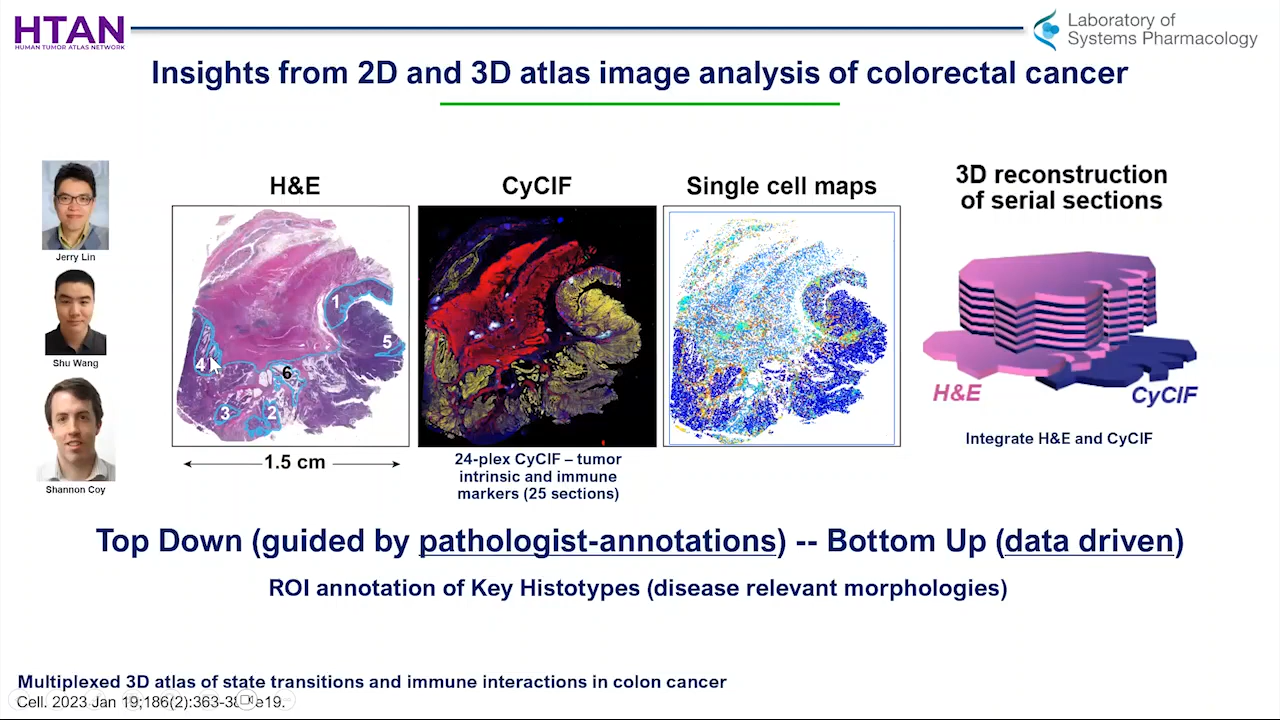 HTAN
HUMAN TUMOR ATLAS NETWORK
Laboratory of
Systems Pharmacology
Insights from 2D and 3D atlas image analysis of colorectal cancer
Jerry Lin
Shu Wang
Shannon Coy
H&E
1
4
5
6
3
2
1.5 cm
CyCIF
24-plex CyCIF – tumor
intrinsic and immune
markers (25 sections)
Single cell maps
3D reconstruction
of serial sections
H&E
CyCIF
Integrate H&E and CyCIF
Top Down (guided by pathologist-annotations) -- Bottom Up (data driven)
ROI annotation of Key Histotypes (disease relevant morphologies)
Multiplexed 3D atlas of state transitions and immune interactions in colon cancer
Cell. 2023 Jan 19;186(2):